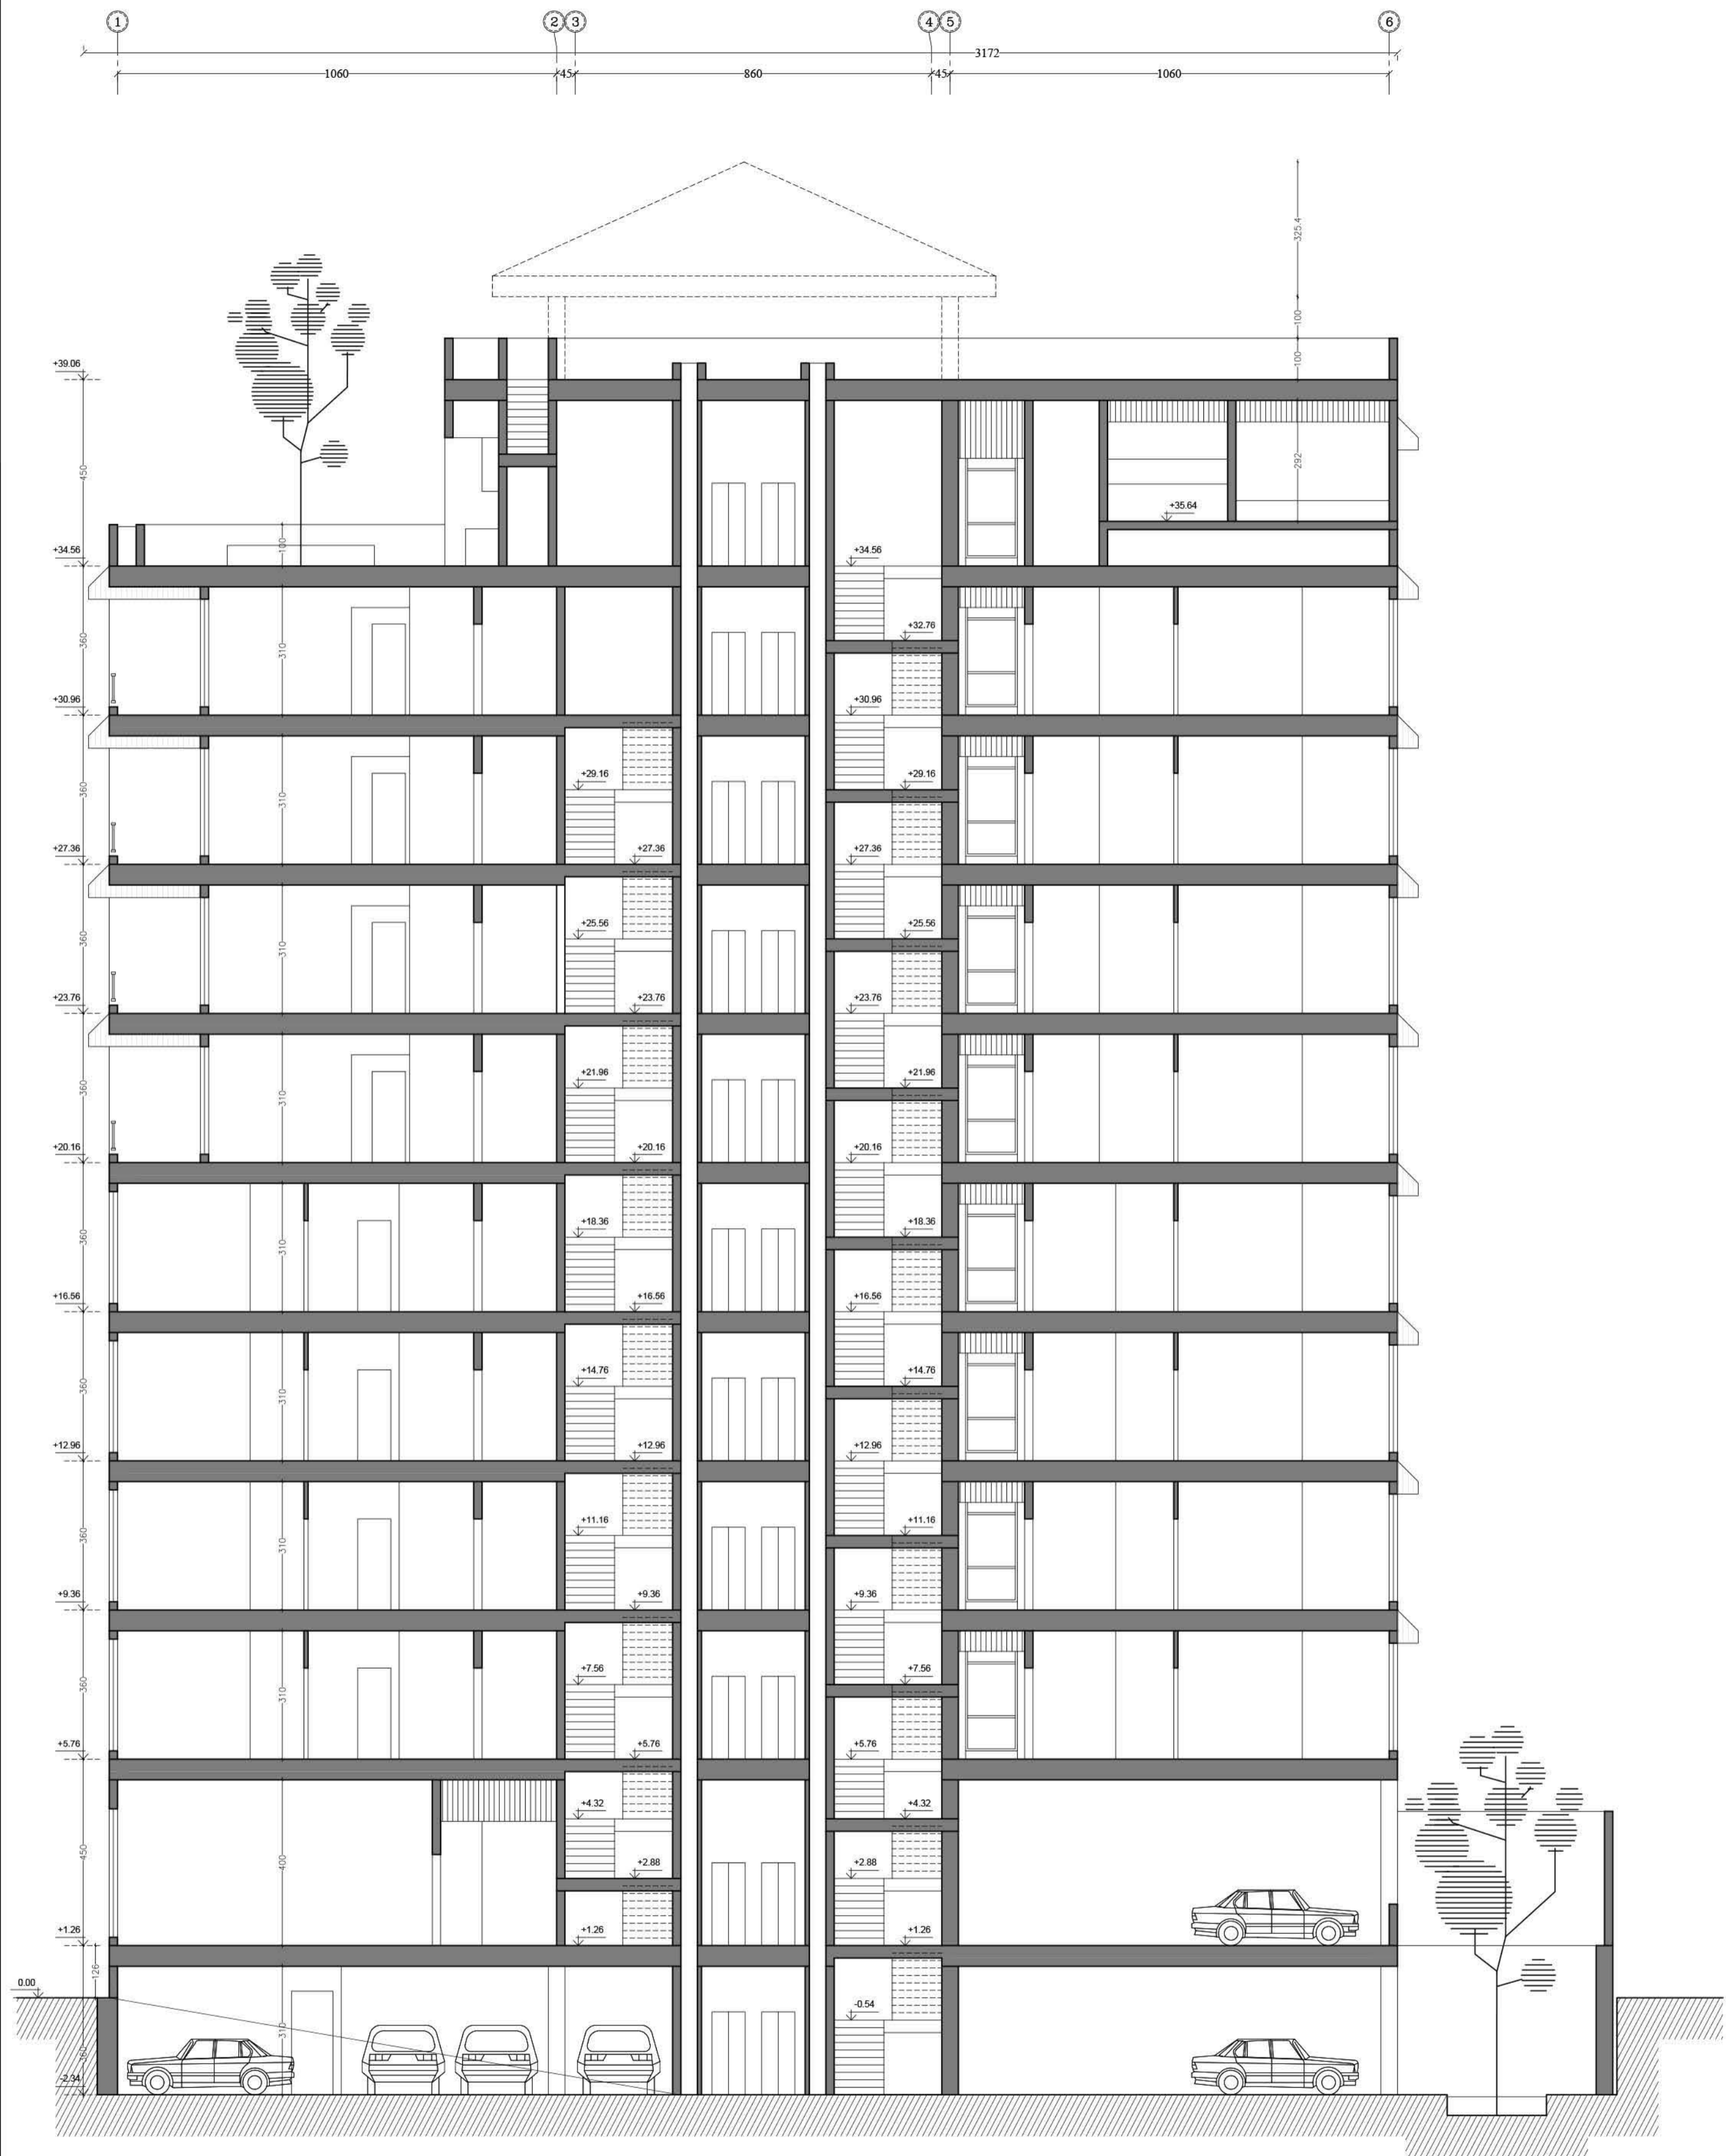 1 2 3 4 5 6
3172
1060 45 860 45 1060
325.4
100
+39.06 100
450 292
+35.64
+34.56 100 +34.56
360 310 +32.76
+30.96 +30.96
360 310 +29.16 +29.16
+27.36 +27.36 +27.36
360 310 +25.56 +25.56
+23.76 +23.76 +23.76
360 310 +21.96 +21.96
+20.16 +20.16 +20.16
360 310 +18.36 +18.36
+16.56 +16.56 +16.56
360 310 +14.76 +14.76
+12.96 +12.96 +12.96
360 310 +11.16 +11.16
+9.36 +9.36 +9.36
360 310 +7.56 +7.56
+5.76 +5.76 +5.76
+4.32 +4.32
450 400 +2.88 +2.88
+1.26 +1.26 +1.26
126
0.00
-0.54
360 310
-2.34